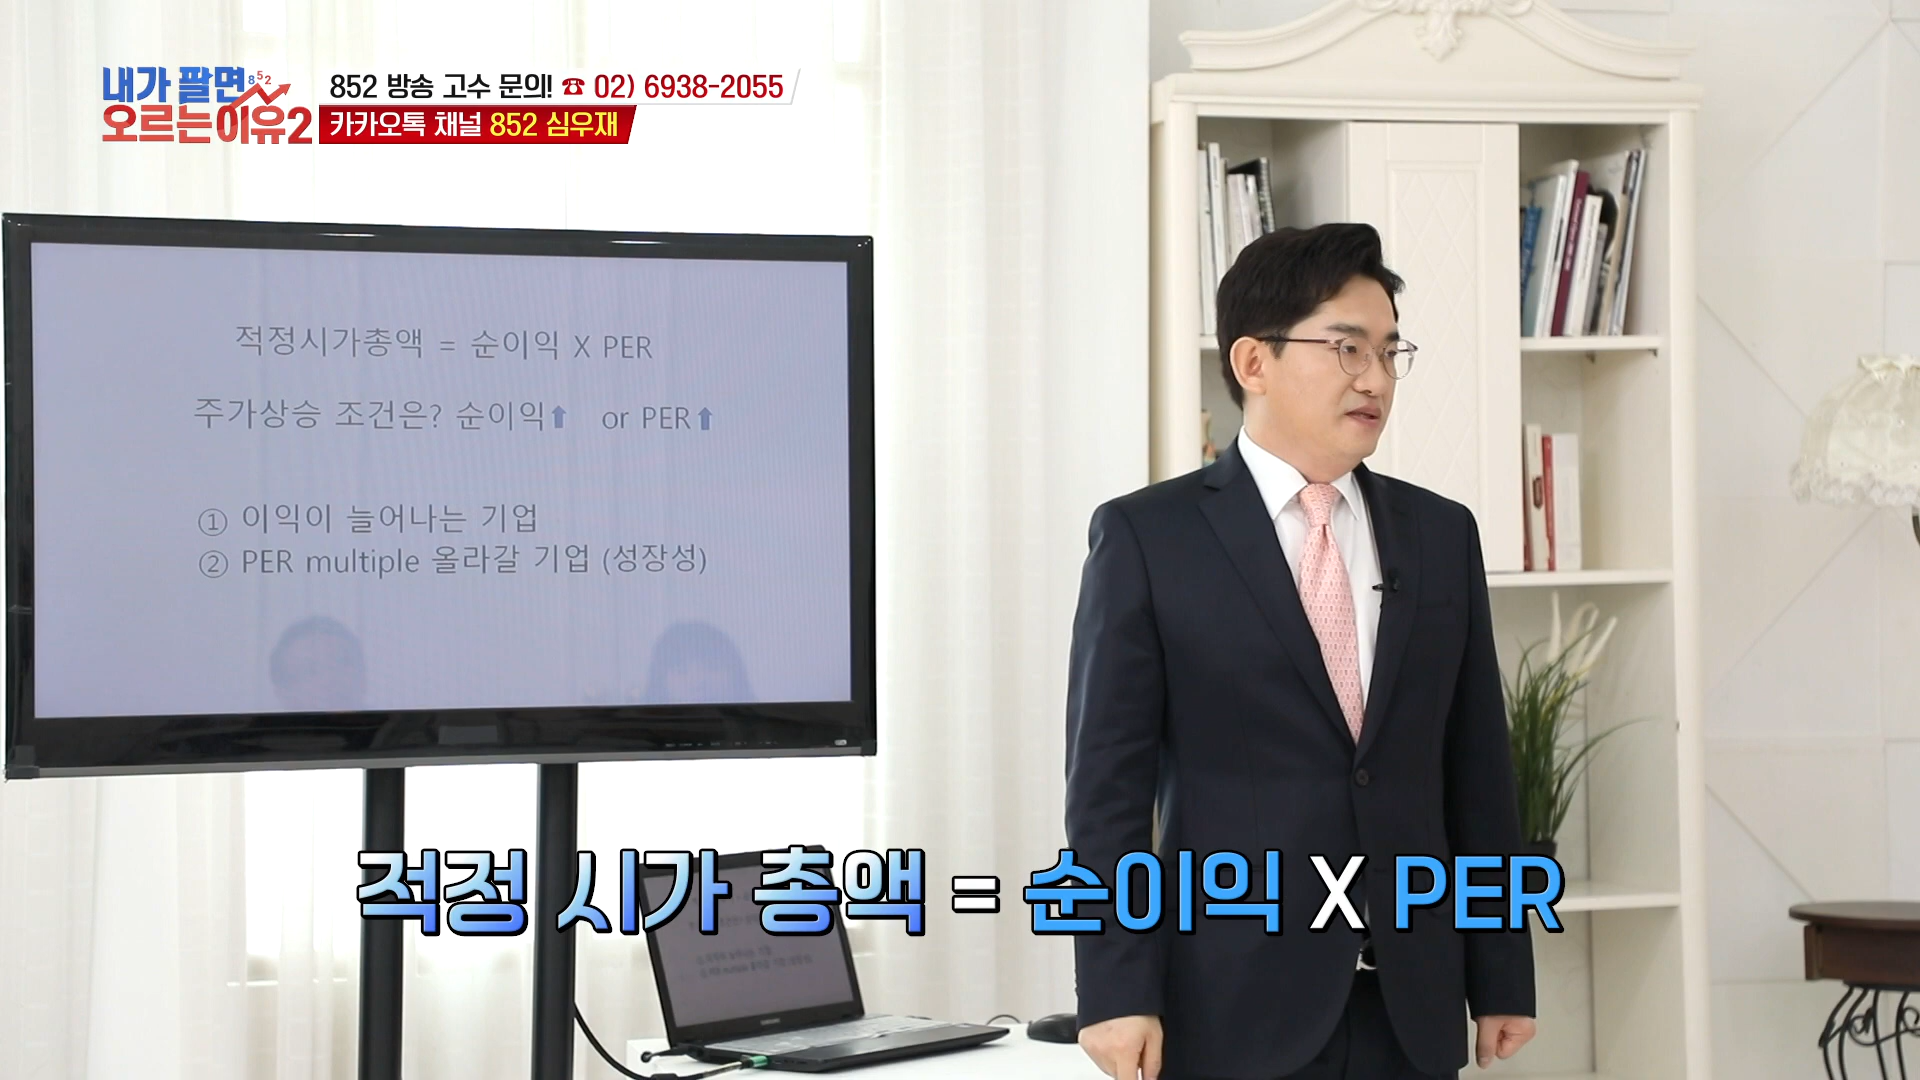 내가 팔면 852
오르는 이유2
852 방송 고수 문의! ☎ 02) 6938-2055
카카오톡 채널 852 심우재
적정시가총액 = 순이익 X PER
주가상승 조건은? 순이익⬆ or PER⬆
① 이익이 늘어나는 기업
② PER multiple 올라갈 기업 (성장성)
적정 시가 총액 = 순이익 X PER